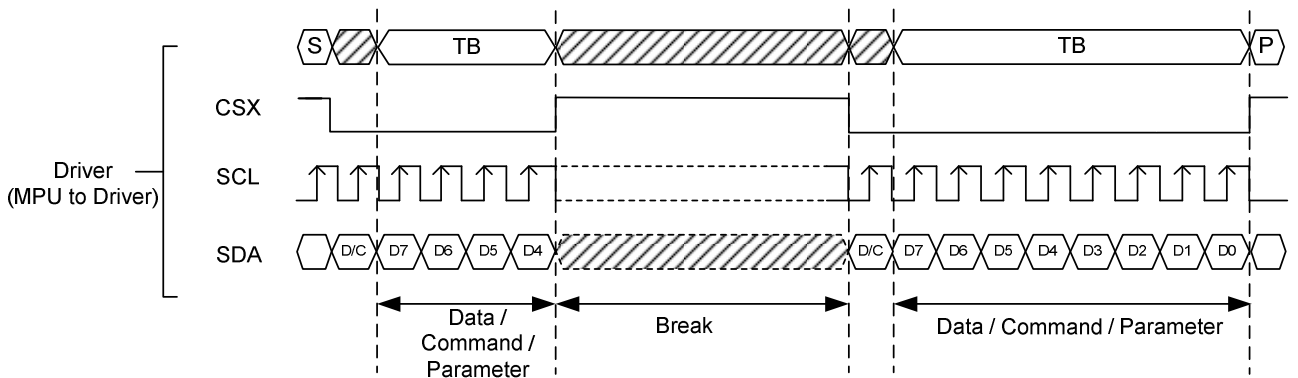 S TB TB P
CSX
Driver
(MPU to Driver)
SCL
SDA D/C D7 D6 D5 D4 D/C D7 D6 D5 D4 D3 D2 D1 D0
Data /
Command /
Parameter
Break
Data / Command / Parameter